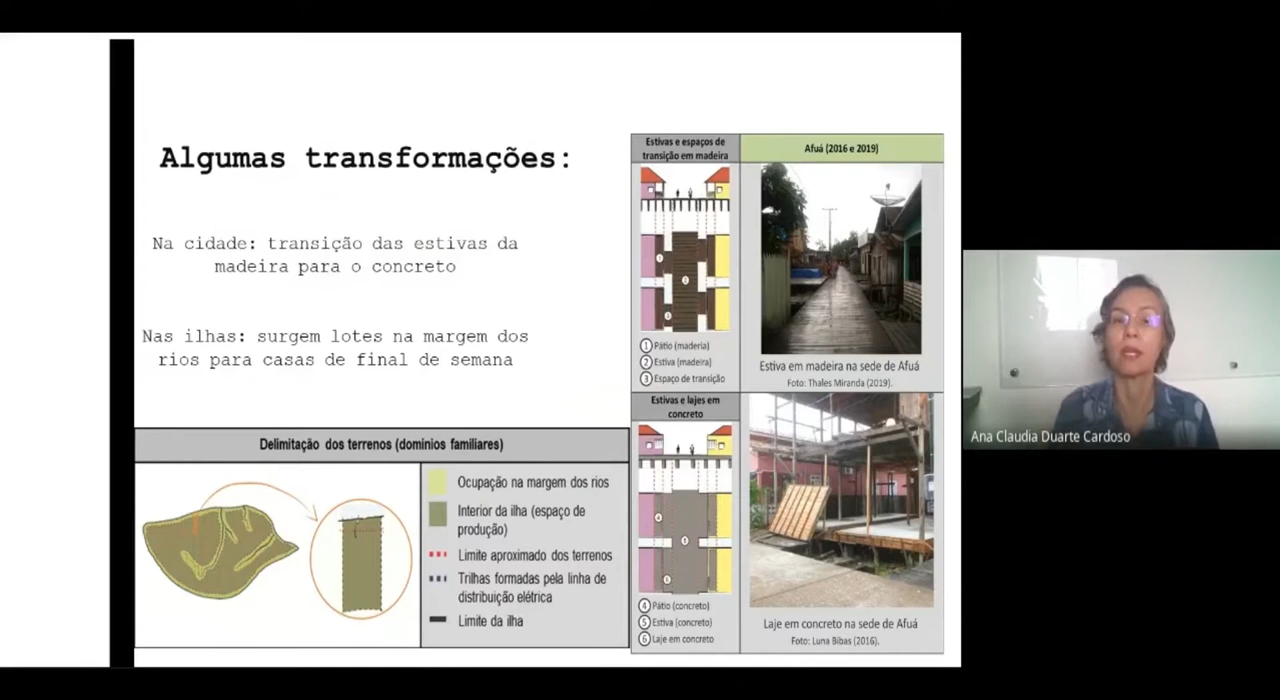 Algumas transformações:
Na cidade: transição das estivas da
madeira para o concreto
Nas ilhas: surgem lotes na margem dos
rios para casas de final de semana
Delimitação dos terrenos (domínios familiares)
Ocupação na margem dos rios
Interior da ilha (espaço de
produção)
Limite aproximado dos terrenos
Trilhas formadas pela linha de
distribuição elétrica
Limite da ilha
Estivas e espaços de
transição em madeira
Afuá (2016 e 2019)
1 Pátio (maderia)
2 Estiva (madeira)
3 Espaço de transição
Estiva em madeira na sede de Afuá
Foto: Thales Miranda (2019).
Estivas e lajes em
concreto
4 Pátio (concreto)
5 Estiva (concreto)
6 Laje em concreto
Laje em concreto na sede de Afuá
Foto: Luna Bibas (2016).
Ana Claudia Duarte Cardoso